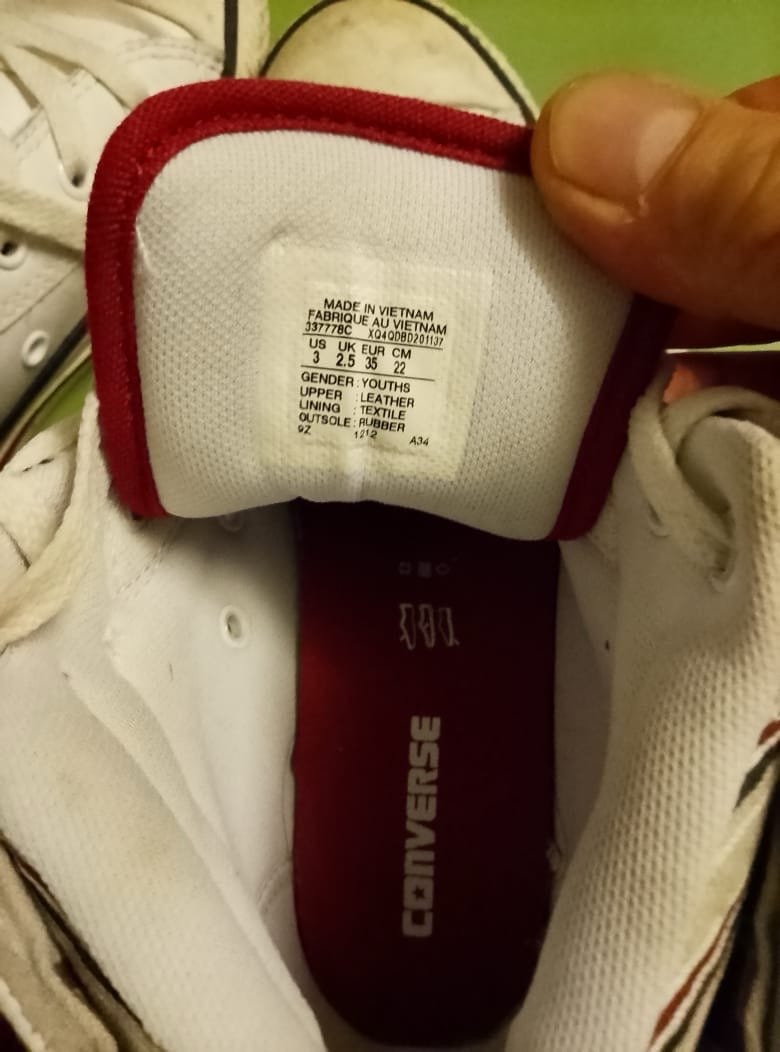 MADE IN VIETNAM
FABRIQUE AU VIETNAM
337778C XQ4QDBD201137
US UK EUR CM
3 2.5 35 22
GENDER : YOUTHS
UPPER : LEATHER
LINING : TEXTILE
OUTSOLE : RUBBER
9Z 1212 A34
CONVERSE